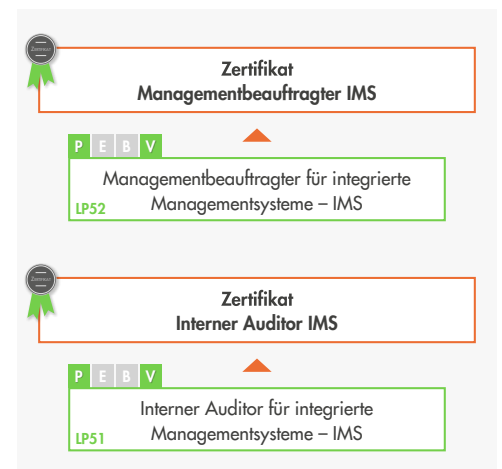 Zertifikat
Zertifikat
Managementbeauftragter IMS
P E B V
Managementbeauftragter für integrierte
LP52 Managementsysteme – IMS
Zertifikat
Zertifikat
Interner Auditor IMS
P E B V
Interner Auditor für integrierte
LP51 Managementsysteme – IMS